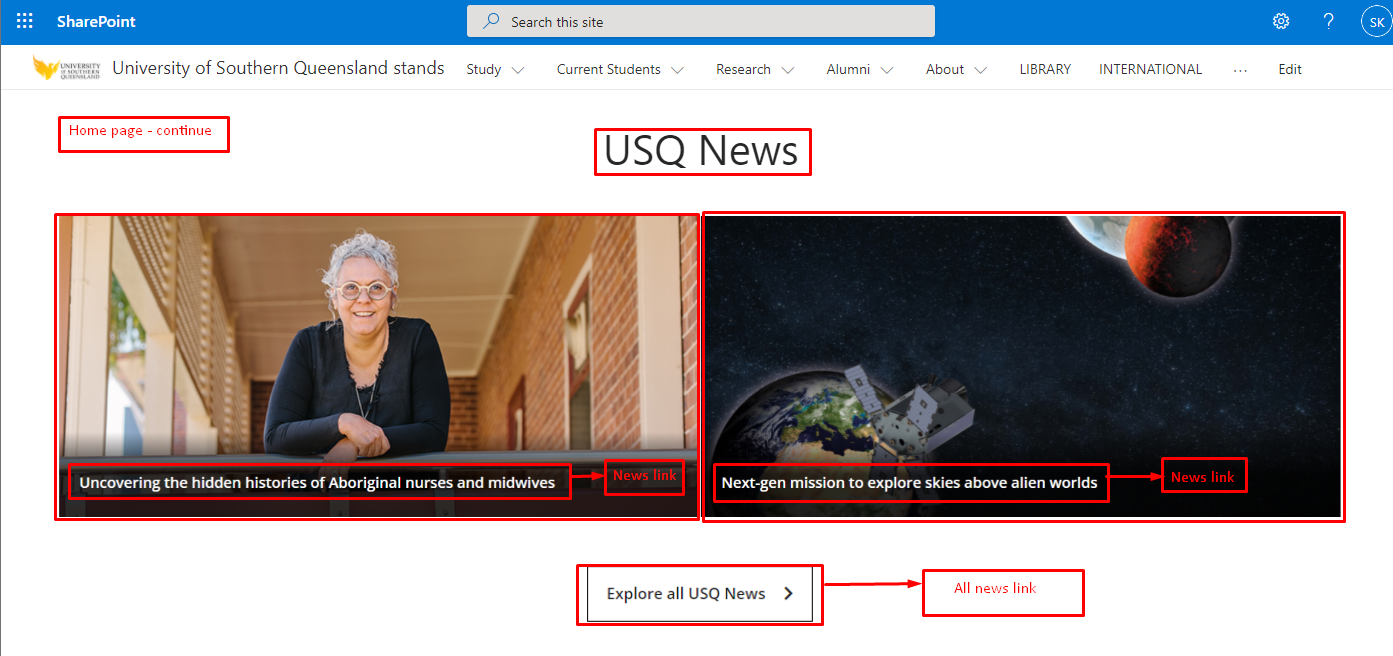 SharePoint
Search this site
?
SK
UNIVERSITY
OF SOUTHERN
QUEENSLAND
University of Southern Queensland stands
Study
Current Students
Research
Alumni
About
LIBRARY
INTERNATIONAL
...
Edit
Home page - continue
USQ News
Uncovering the hidden histories of Aboriginal nurses and midwives
News link
Next-gen mission to explore skies above alien worlds
News link
Explore all USQ News
All news link